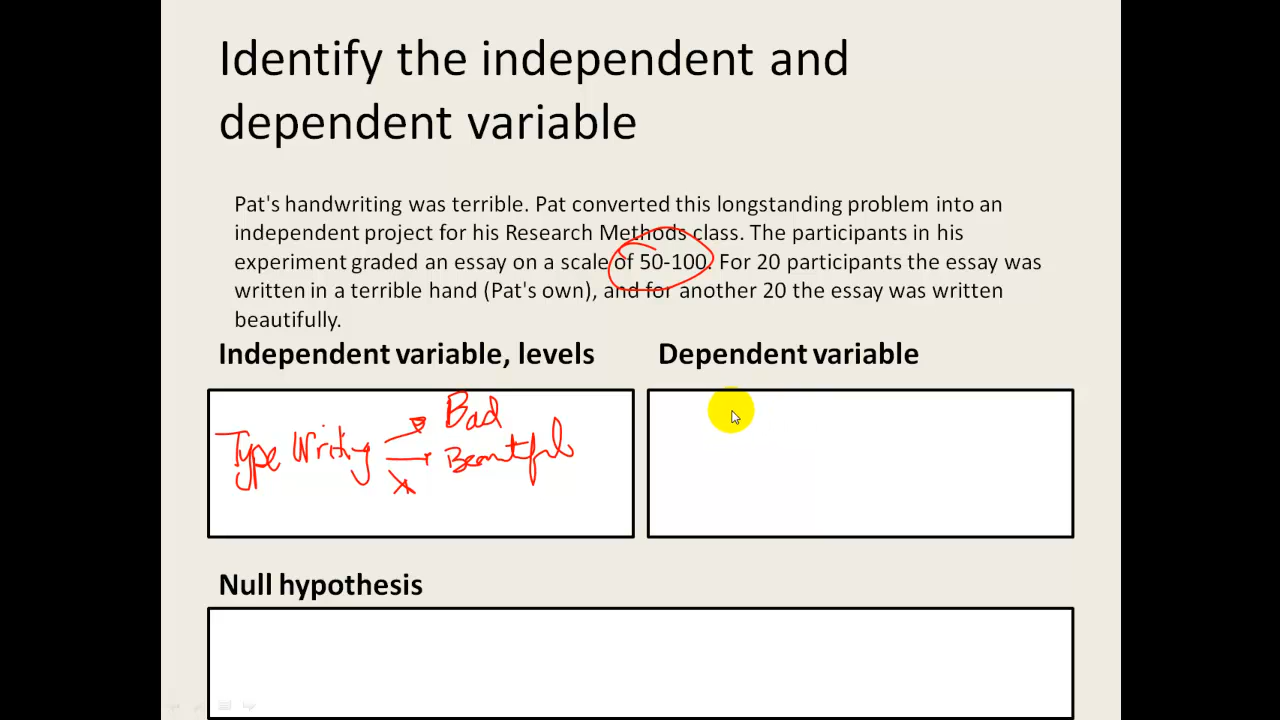 Identify the independent and
dependent variable
Pat's handwriting was terrible. Pat converted this longstanding problem into an
independent project for his Research Methods class. The participants in his
experiment graded an essay on a scale of 50-100. For 20 participants the essay was
written in a terrible hand (Pat's own), and for another 20 the essay was written
beautifully.
Independent variable, levels
Dependent variable
Bad
Type Writing
Beautiful
Null hypothesis